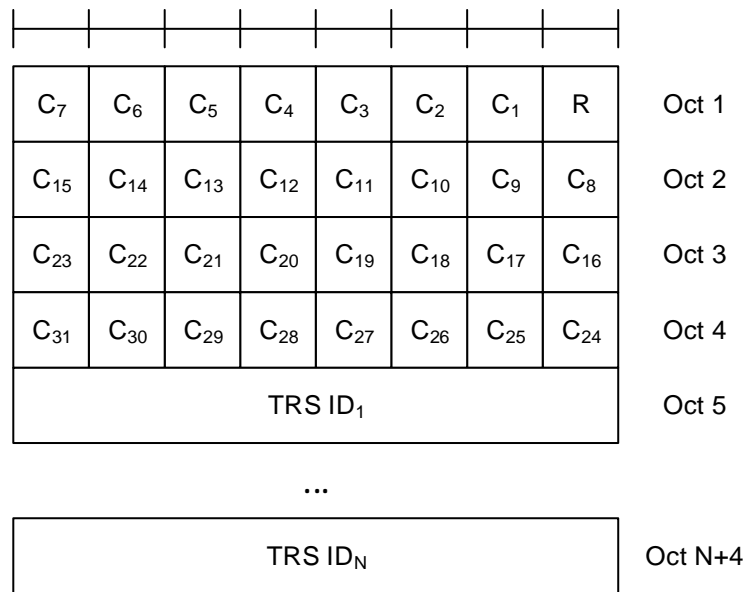 C₇ C₆ C₅ C₄ C₃ C₂ C₁ R Oct 1
C₁₅ C₁₄ C₁₃ C₁₂ C₁₁ C₁₀ C₉ C₈ Oct 2
C₂₃ C₂₂ C₂₁ C₂₀ C₁₉ C₁₈ C₁₇ C₁₆ Oct 3
C₃₁ C₃₀ C₂₉ C₂₈ C₂₇ C₂₆ C₂₅ C₂₄ Oct 4
TRS ID₁ Oct 5
...
TRS ID_N Oct N+4